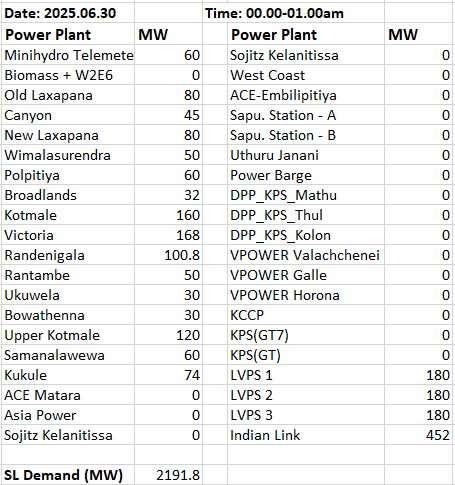 Date: 2025.06.30 Time: 00.00-01.00am
Power Plant MW Power Plant MW
Minihydro Telemete 60 Sojitz Kelanitissa 0
Biomass + W2E6 0 West Coast 0
Old Laxapana 80 ACE-Embilipitiya 0
Canyon 45 Sapu. Station - A 0
New Laxapana 80 Sapu. Station - B 0
Wimalasurendra 50 Uthuru Janani 0
Polpitiya 60 Power Barge 0
Broadlands 32 DPP_KPS_Mathu 0
Kotmale 160 DPP_KPS_Thul 0
Victoria 168 DPP_KPS_Kolon 0
Randenigala 100.8 VPOWER Valachchenei 0
Rantambe 50 VPOWER Galle 0
Ukuwela 30 VPOWER Horona 0
Bowathenna 30 KCCP 0
Upper Kotmale 120 KPS(GT7) 0
Samanalawewa 60 KPS(GT) 0
Kukule 74 LVPS 1 180
ACE Matara 0 LVPS 2 180
Asia Power 0 LVPS 3 180
Sojitz Kelanitissa 0 Indian Link 452
SL Demand (MW) 2191.8